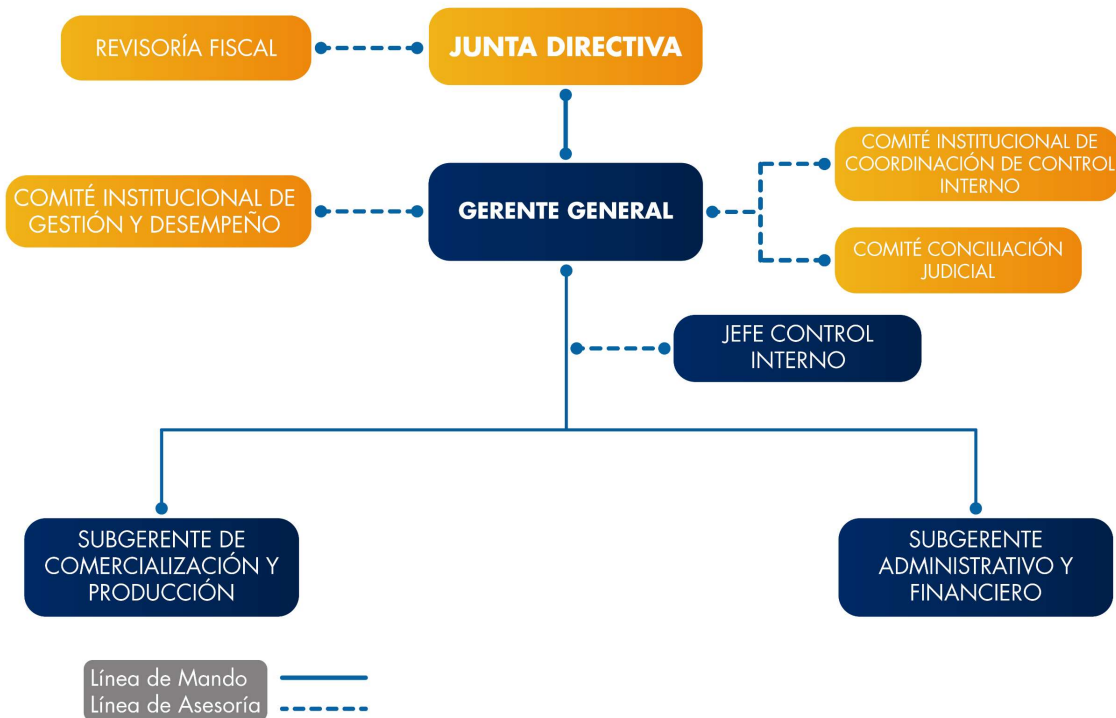 REVISORÍA FISCAL
JUNTA DIRECTIVA
COMITÉ INSTITUCIONAL DE
COORDINACIÓN DE CONTROL
INTERNO
COMITÉ INSTITUCIONAL DE
GESTIÓN Y DESEMPEÑO
GERENTE GENERAL
COMITÉ CONCILIACIÓN
JUDICIAL
JEFE CONTROL
INTERNO
SUBGERENTE DE
COMERCIALIZACIÓN Y
PRODUCCIÓN
SUBGERENTE
ADMINISTRATIVO Y
FINANCIERO
Línea de Mando
Línea de Asesoría